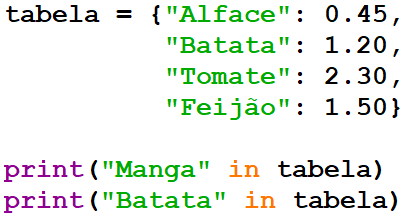 tabela = {"Alface": 0.45,
"Batata": 1.20,
"Tomate": 2.30,
"Feijão": 1.50}
print("Manga" in tabela)
print("Batata" in tabela)